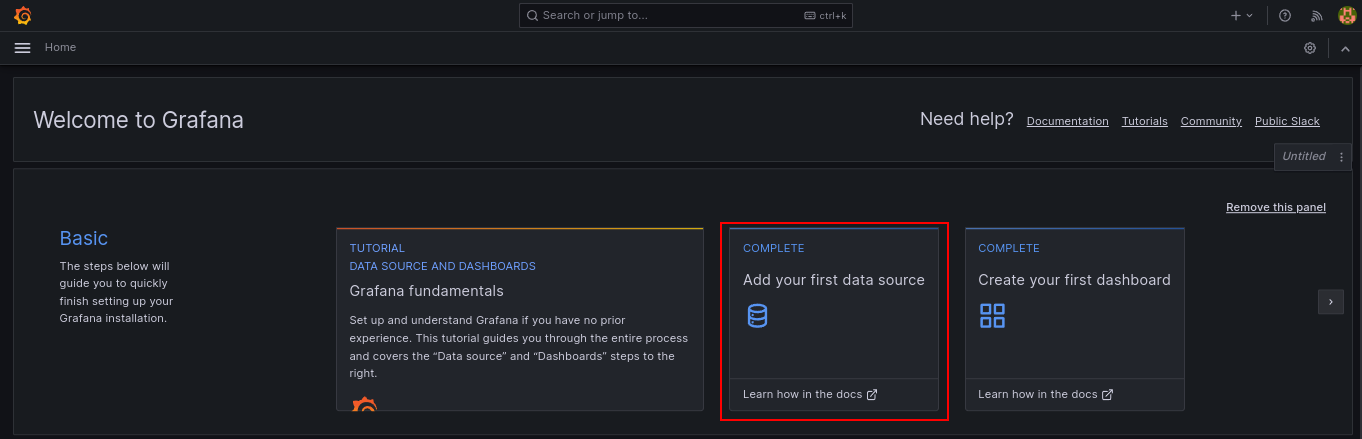 Search or jump to...
ctrl+k
Home
Welcome to Grafana
Need help?
Documentation
Tutorials
Community
Public Slack
Untitled
Remove this panel
Basic
The steps below will
guide you to quickly
finish setting up your
Grafana installation.
TUTORIAL
DATA SOURCE AND DASHBOARDS
Grafana fundamentals
Set up and understand Grafana if you have no prior
experience. This tutorial guides you through the entire process
and covers the “Data source” and “Dashboards” steps to the
right.
COMPLETE
Add your first data source
Learn how in the docs
COMPLETE
Create your first dashboard
Learn how in the docs